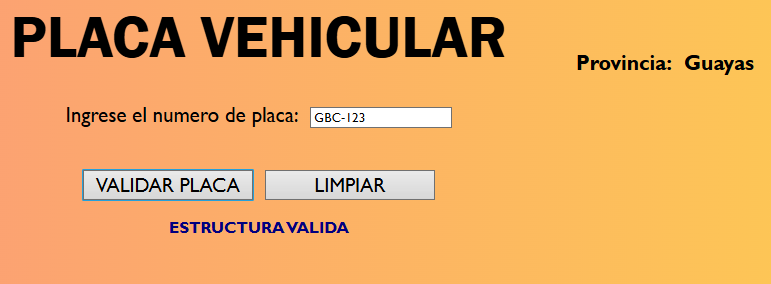 PLACA VEHICULAR
Provincia: Guayas
Ingrese el numero de placa: GBC-123
VALIDAR PLACA LIMPIAR
ESTRUCTURA VALIDA